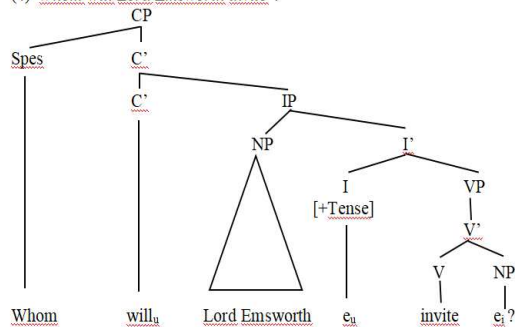 CP
Spes C'
C' IP
NP I'
I VP
[+Tense]
V'
V NP
Whom willu Lord Emsworth eu invite ei ?